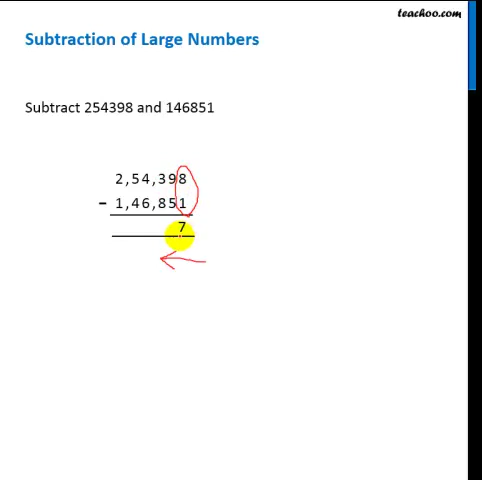 teachoo.com
Subtraction of Large Numbers
Subtract 254398 and 146851
2,54,398
- 1,46,851
7